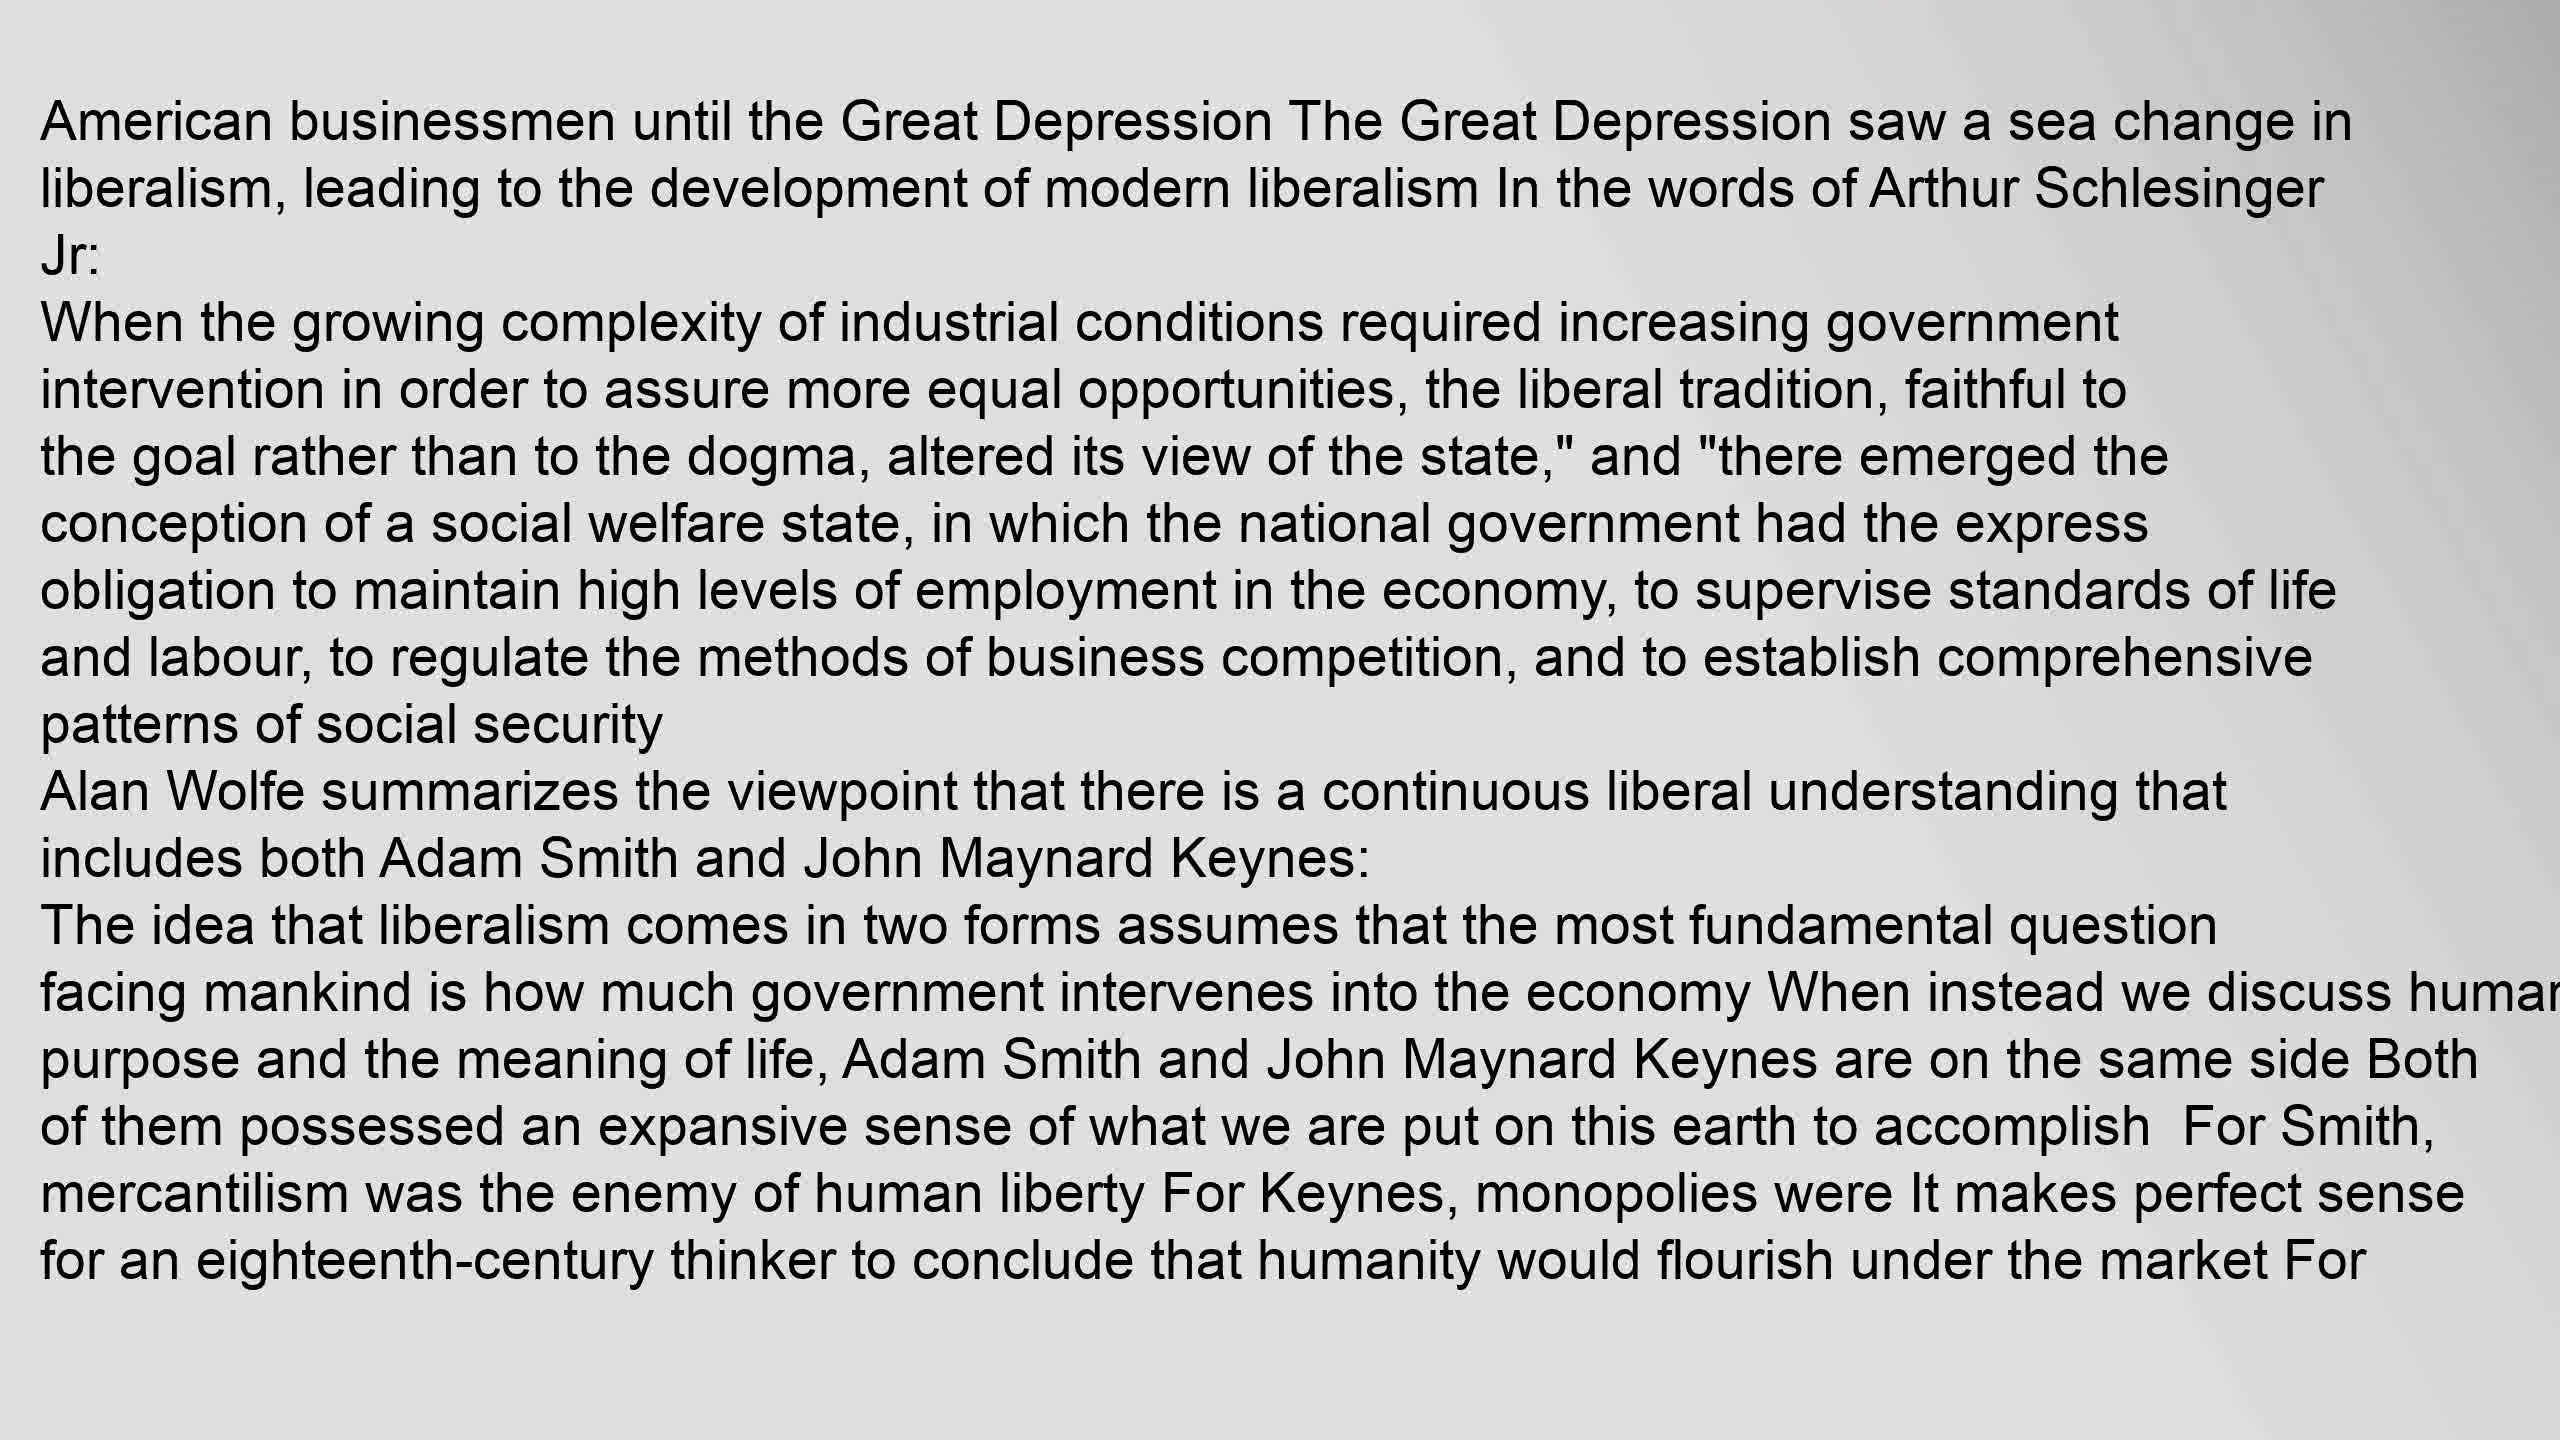 American businessmen until the Great Depression The Great Depression saw a sea change in
liberalism, leading to the development of modern liberalism In the words of Arthur Schlesinger
Jr:
When the growing complexity of industrial conditions required increasing government
intervention in order to assure more equal opportunities, the liberal tradition, faithful to
the goal rather than to the dogma, altered its view of the state," and "there emerged the
conception of a social welfare state, in which the national government had the express
obligation to maintain high levels of employment in the economy, to supervise standards of life
and labour, to regulate the methods of business competition, and to establish comprehensive
patterns of social security
Alan Wolfe summarizes the viewpoint that there is a continuous liberal understanding that
includes both Adam Smith and John Maynard Keynes:
The idea that liberalism comes in two forms assumes that the most fundamental question
facing mankind is how much government intervenes into the economy When instead we discuss human
purpose and the meaning of life, Adam Smith and John Maynard Keynes are on the same side Both
of them possessed an expansive sense of what we are put on this earth to accomplish  For Smith,
mercantilism was the enemy of human liberty For Keynes, monopolies were It makes perfect sense
for an eighteenth-century thinker to conclude that humanity would flourish under the market For